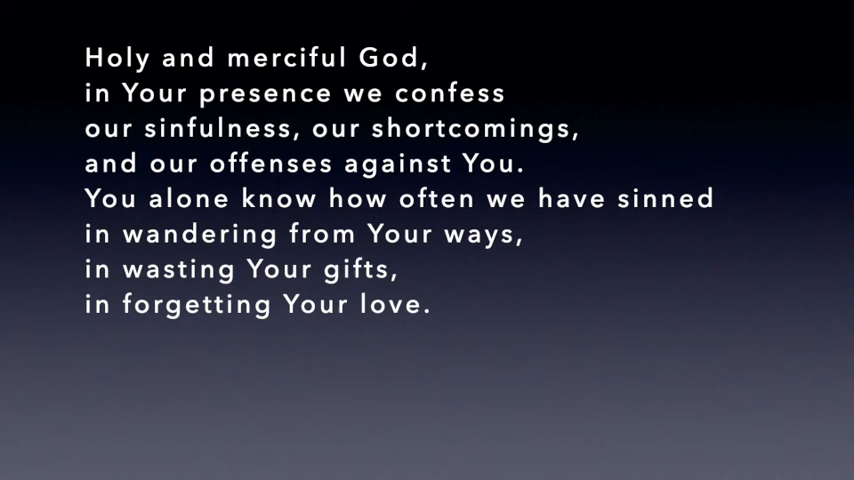 Holy and merciful God,
in Your presence we confess
our sinfulness, our shortcomings,
and our offenses against You.
You alone know how often we have sinned
in wandering from Your ways,
in wasting Your gifts,
in forgetting Your love.